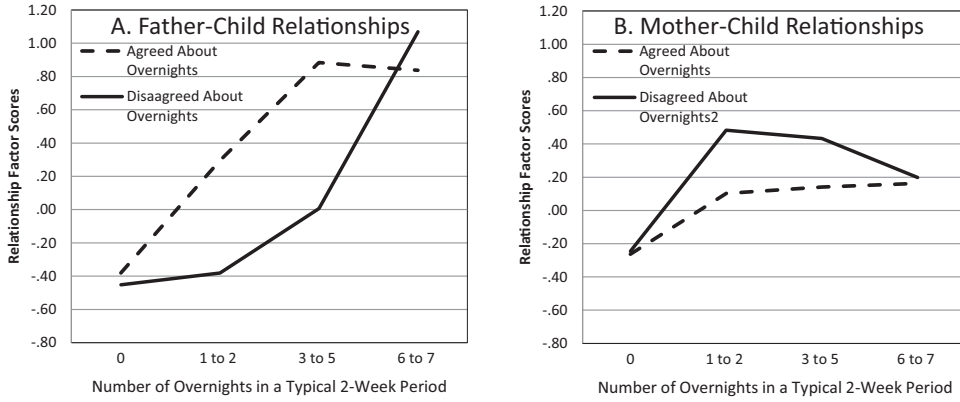 A. Father-Child Relationships
1.20
1.00
.80
.60
.40
.20
.00
-.20
-.40
-.60
-.80
Relationship Factor Scores
Agreed About
Overnights
Disaagreed About
Overnights
0
1 to 2
3 to 5
6 to 7
Number of Overnights in a Typical 2-Week Period
B. Mother-Child Relationships
1.20
1.00
.80
.60
.40
.20
.00
-.20
-.40
-.60
-.80
Relationship Factor Scores
Agreed About
Overnights
Disagreed About
Overnights2
0
1 to 2
3 to 5
6 to 7
Number of Overnights in a Typical 2-Week Period